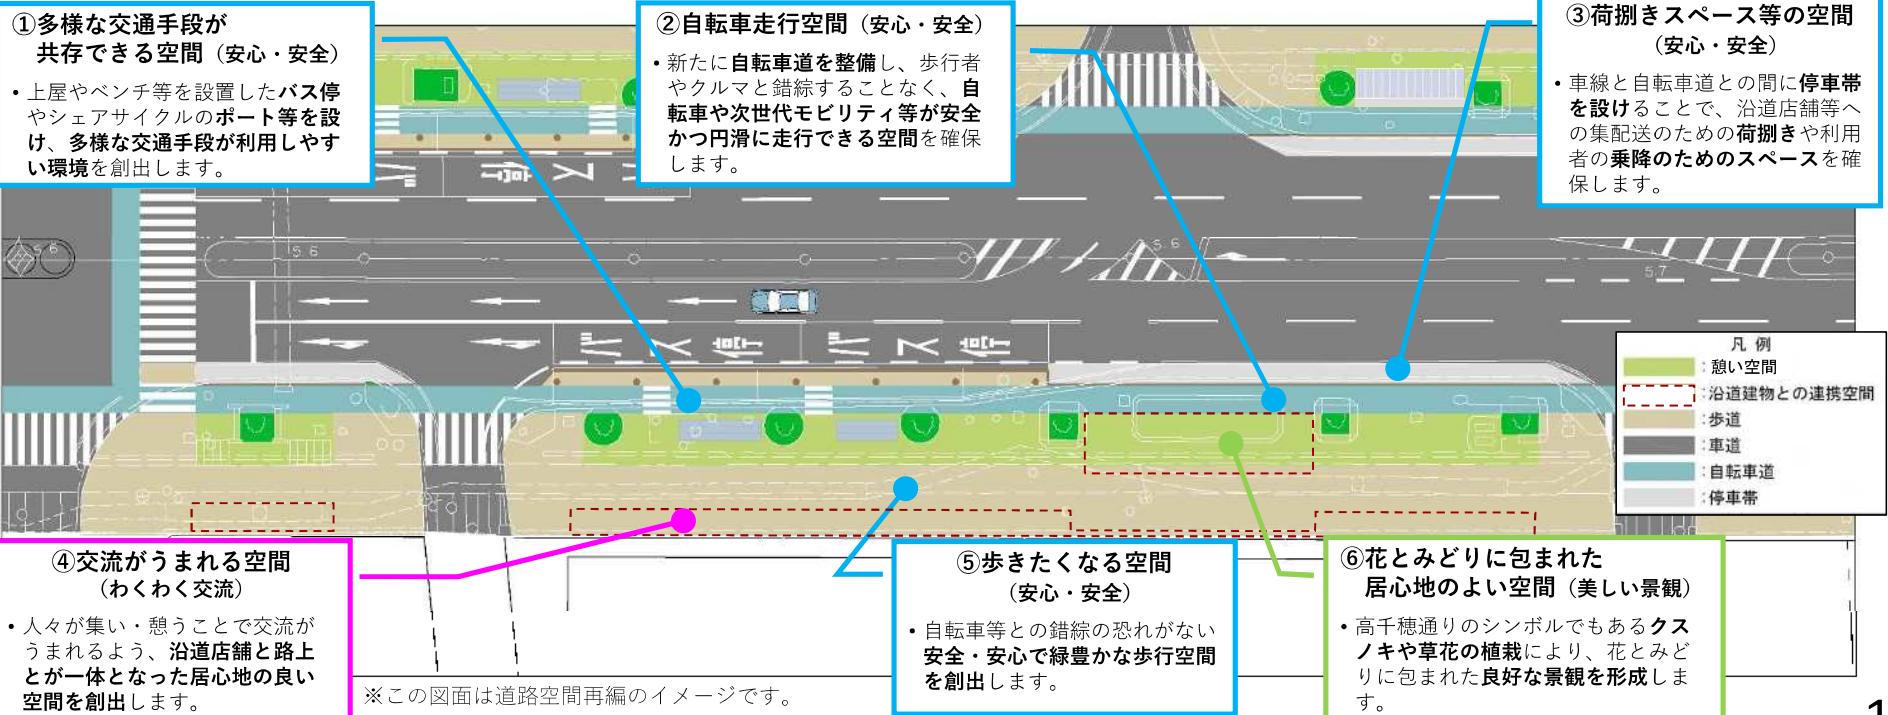 ①多様な交通手段が
共存できる空間（安心・安全）
• 上屋やベンチ等を設置したバス停
やシェアサイクルのポート等を設
け、多様な交通手段が利用しやす
い環境を創出します。
②自転車走行空間（安心・安全）
• 新たに自転車道を整備し、歩行者
やクルマと錯綜することなく、自
転車や次世代モビリティ等が安全
かつ円滑に走行できる空間を確保
します。
③荷捌きスペース等の空間
（安心・安全）
• 車線と自転車道との間に停車帯
を設けることで、沿道店舗等へ
の集配送のための荷捌きや利用
者の乗降のためのスペースを確
保します。
5.6
5.6
5.6
5.7
バス停
バス停
凡 例
：憩い空間
：沿道建物との連携空間
：歩道
：車道
：自転車道
：停車帯
④交流がうまれる空間
（わくわく交流）
• 人々が集い・憩うことで交流が
うまれるよう、沿道店舗と路上
とが一体となった居心地の良い
空間を創出します。
※この図面は道路空間再編のイメージです。
⑤歩きたくなる空間
（安心・安全）
• 自転車等との錯綜の恐れがない
安全・安心で緑豊かな歩行空間
を創出します。
⑥花とみどりに包まれた
居心地のよい空間（美しい景観）
• 高千穂通りのシンボルでもあるクス
ノキや草花の植栽により、花とみど
りに包まれた良好な景観を形成しま
す。
1